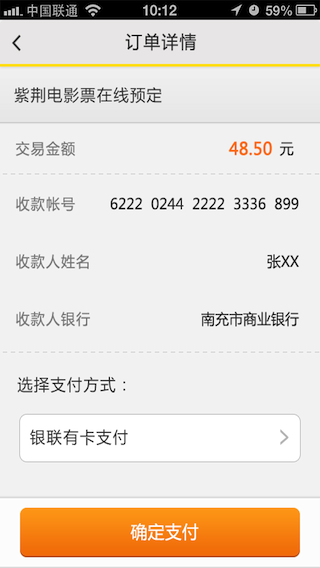 中国联通 10:12 59%
订单详情
紫荆电影票在线预定
交易金额 48.50 元
收款帐号 6222 0244 2222 3336 899
收款人姓名 张XX
收款人银行 南充市商业银行
选择支付方式：
银联有卡支付
确定支付